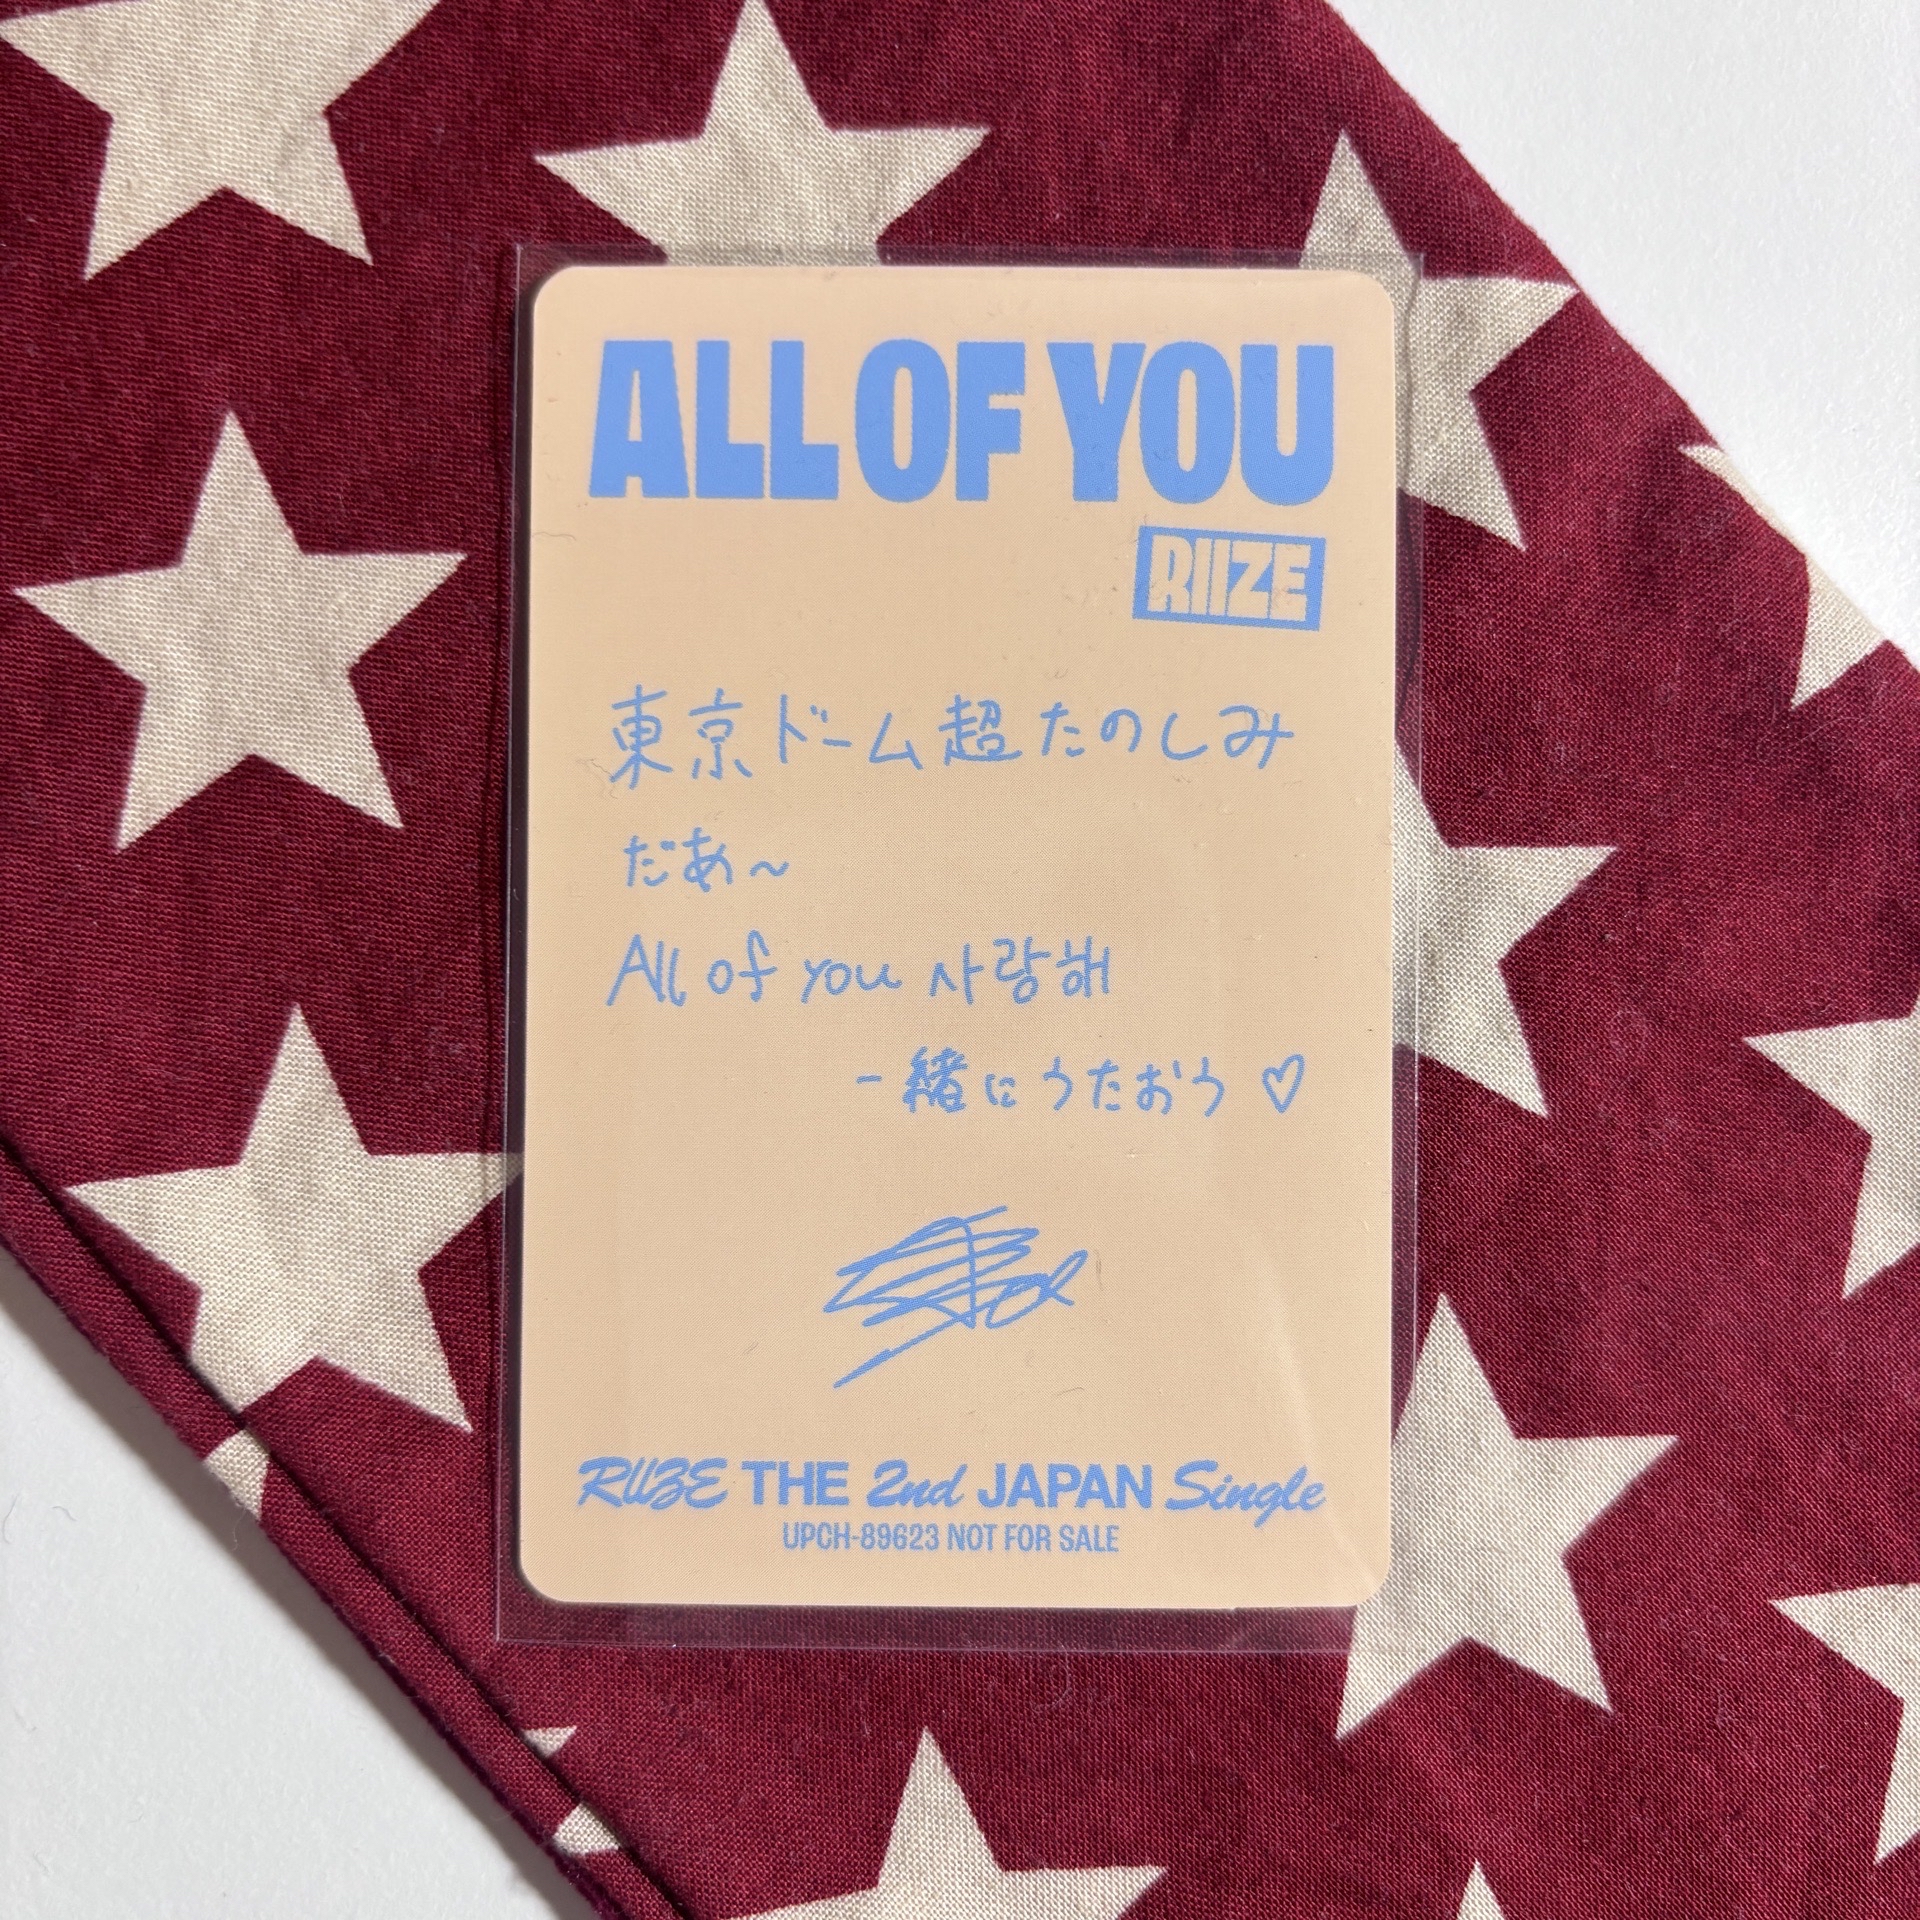 ALL OF YOU
RIIZE
東京ドーム超たのしみ
だあ~
All of you 사랑해
一緒にうたおう♡
RIIZE THE 2nd JAPAN Single
UPCH-89623 NOT FOR SALE